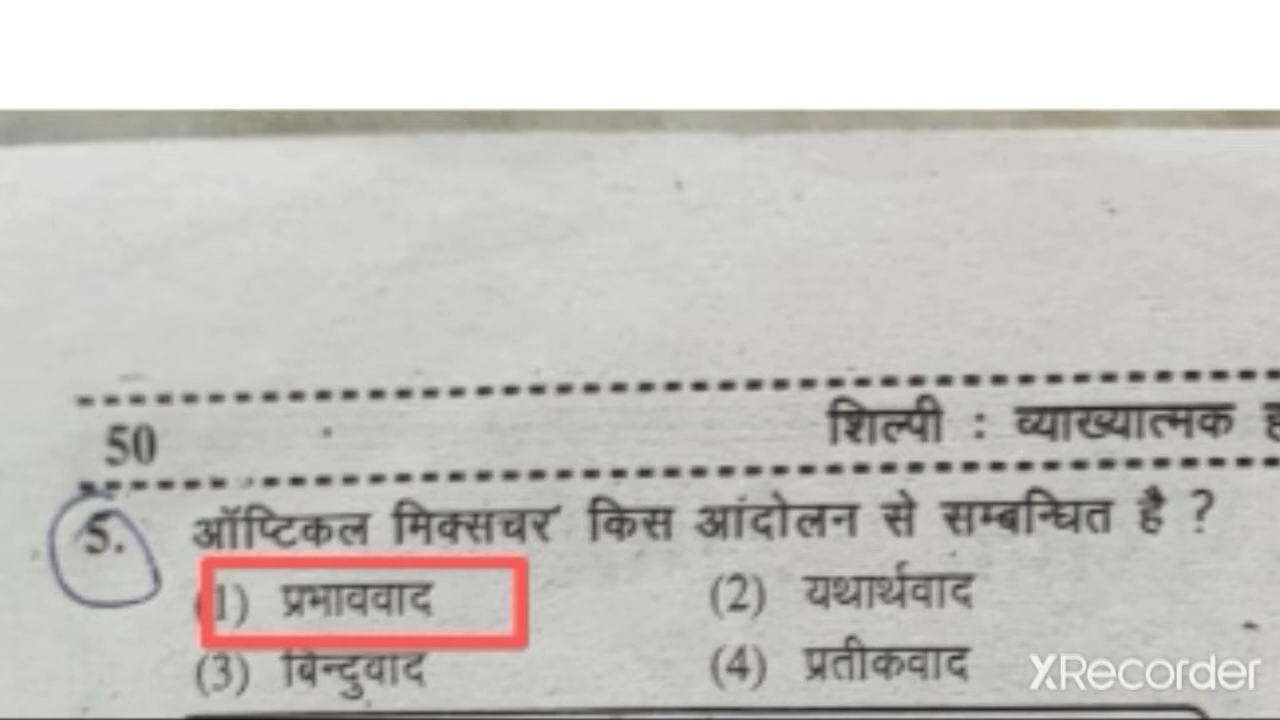 50
शिल्पी : व्याख्यात्मक
5. ऑप्टिकल मिक्सचर किस आंदोलन से सम्बन्धित है ?
(1) प्रभाववाद (2) यथार्थवाद
(3) बिन्दुवाद (4) प्रतीकवाद
XRecorder